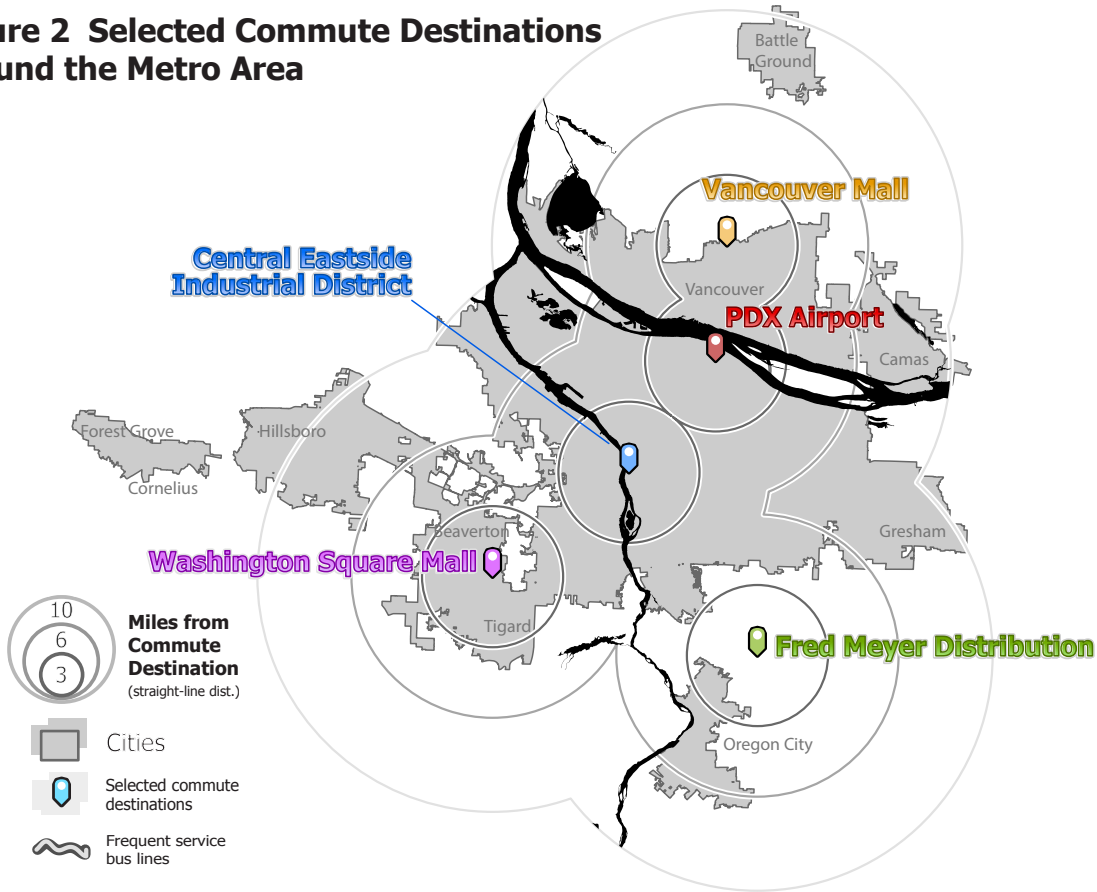 ure 2 Selected Commute Destinations
und the Metro Area
Battle
Ground
Vancouver Mall
Central Eastside
Industrial District
Vancouver
PDX Airport
Camas
Forest Grove
Hillsboro
Cornelius
Beaverton
Gresham
Washington Square Mall
Tigard
Fred Meyer Distribution
Oregon City
10
6
3
Miles from
Commute
Destination
(straight-line dist.)
Cities
Selected commute
destinations
Frequent service
bus lines